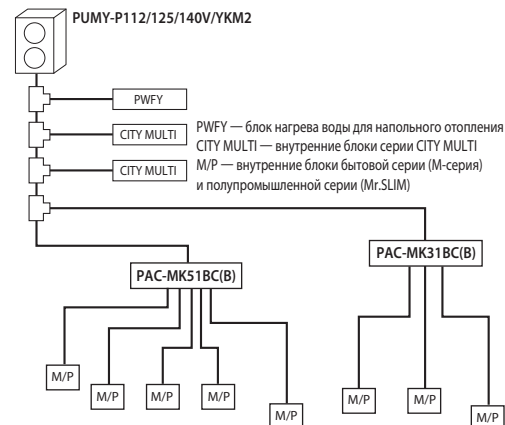 PUMY-P112/125/140V/YKM2
PWFY
CITY MULTI
CITY MULTI
PWFY — блок нагрева воды для напольного отопления
CITY MULTI — внутренние блоки серии CITY MULTI
M/P — внутренние блоки бытовой серии (М-серия)
и полупромышленной серии (Mr.SLIM)
PAC-MK51BC(B)
PAC-MK31BC(B)
M/P
M/P
M/P
M/P
M/P
M/P
M/P
M/P